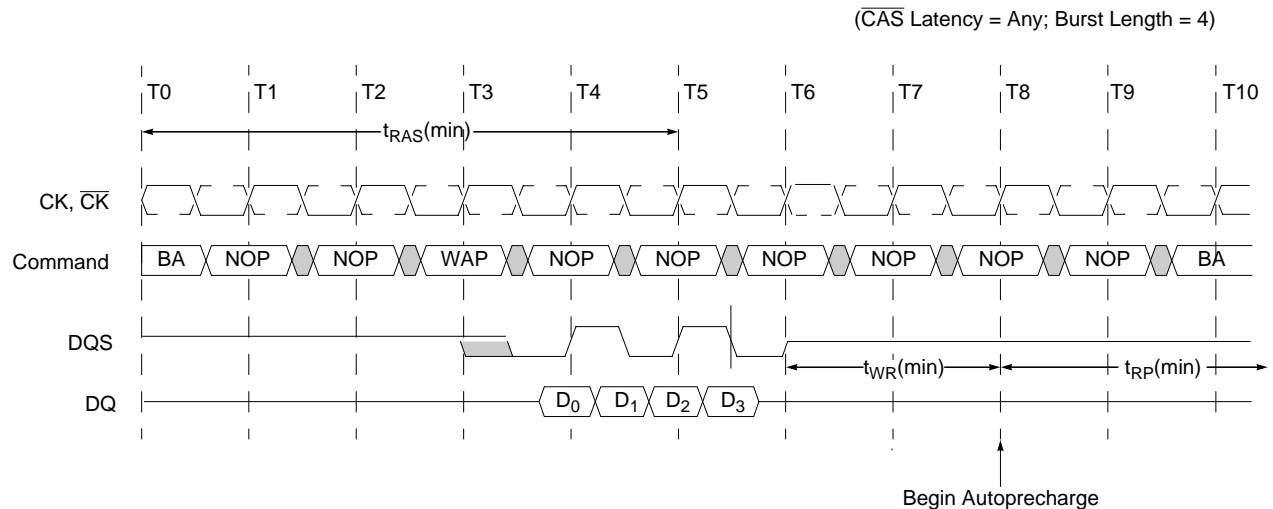 (CAS Latency = Any; Burst Length = 4)
T0 T1 T2 T3 T4 T5 T6 T7 T8 T9 T10
tRAS(min)
CK, CK
Command BA NOP NOP WAP NOP NOP NOP NOP NOP NOP BA
DQS
tWR(min) tRP(min)
DQ D0 D1 D2 D3
Begin Autoprecharge